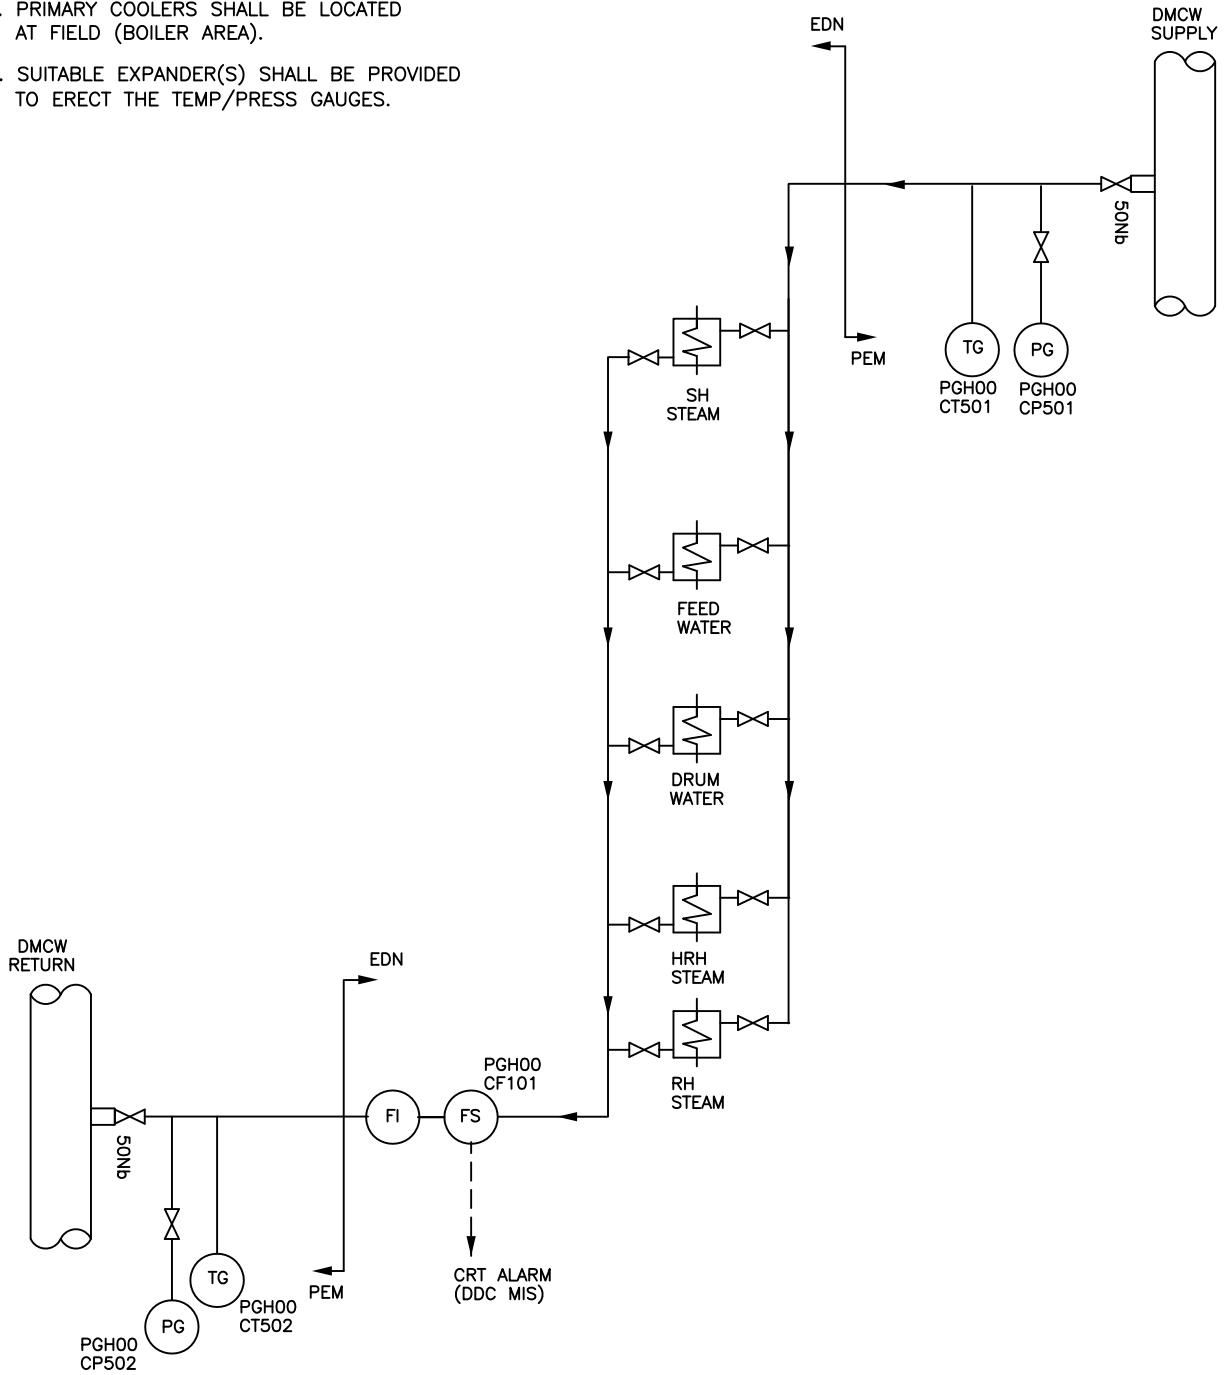 . PRIMARY COOLERS SHALL BE LOCATED
AT FIELD (BOILER AREA).
. SUITABLE EXPANDER(S) SHALL BE PROVIDED
TO ERECT THE TEMP/PRESS GAUGES.
EDN
DMCW
SUPPLY
50Nb
PEM
TG
PG
PGH00
CT501
PGH00
CP501
SH
STEAM
FEED
WATER
DRUM
WATER
HRH
STEAM
RH
STEAM
DMCW
RETURN
EDN
PGH00
CF101
FI
FS
50Nb
CRT ALARM
(DDC MIS)
PEM
TG
PGH00
CT502
PG
PGH00
CP502